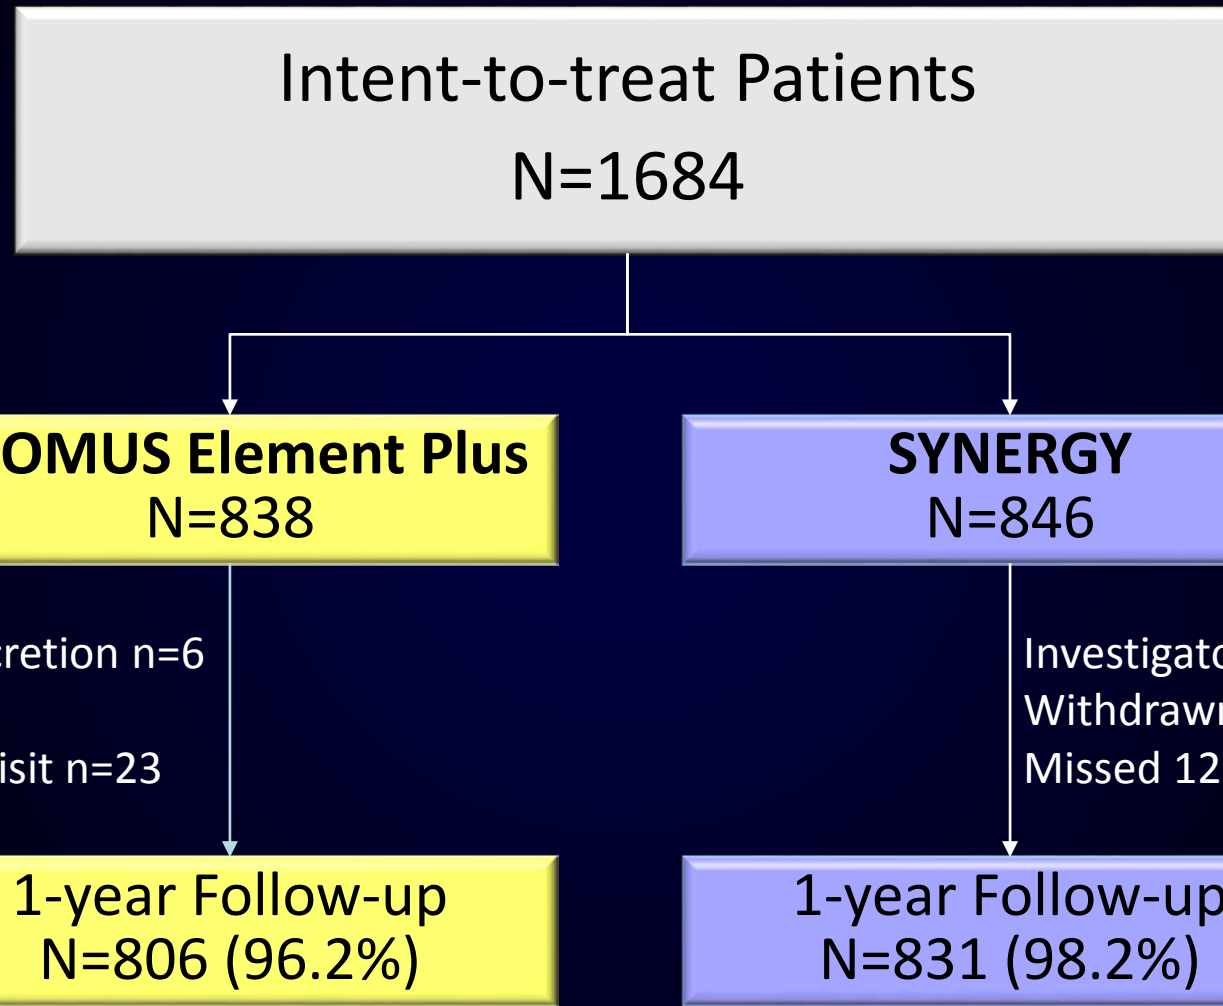 Intent-to-treat Patients
N=1684
OMUS Element Plus
N=838
SYNERGY
N=846
cretion n=6
isit n=23
Investigato
Withdrawn
Missed 12
1-year Follow-up
N=806 (96.2%)
1-year Follow-up
N=831 (98.2%)